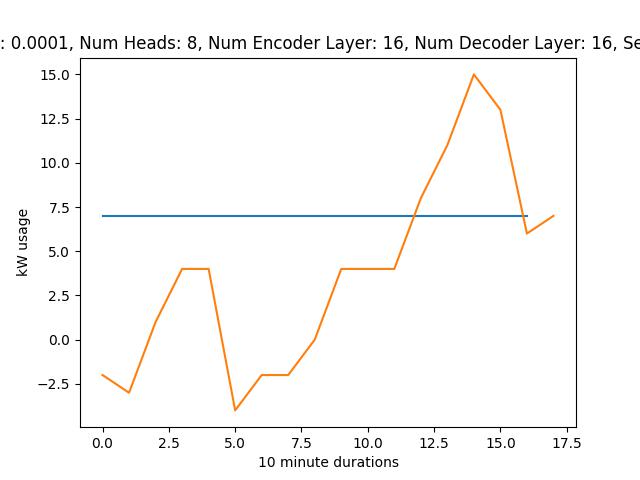 : 0.0001, Num Heads: 8, Num Encoder Layer: 16, Num Decoder Layer: 16, Se
15.0
12.5
10.0
7.5
5.0
2.5
0.0
−2.5
kW usage
0.0 2.5 5.0 7.5 10.0 12.5 15.0 17.5
10 minute durations